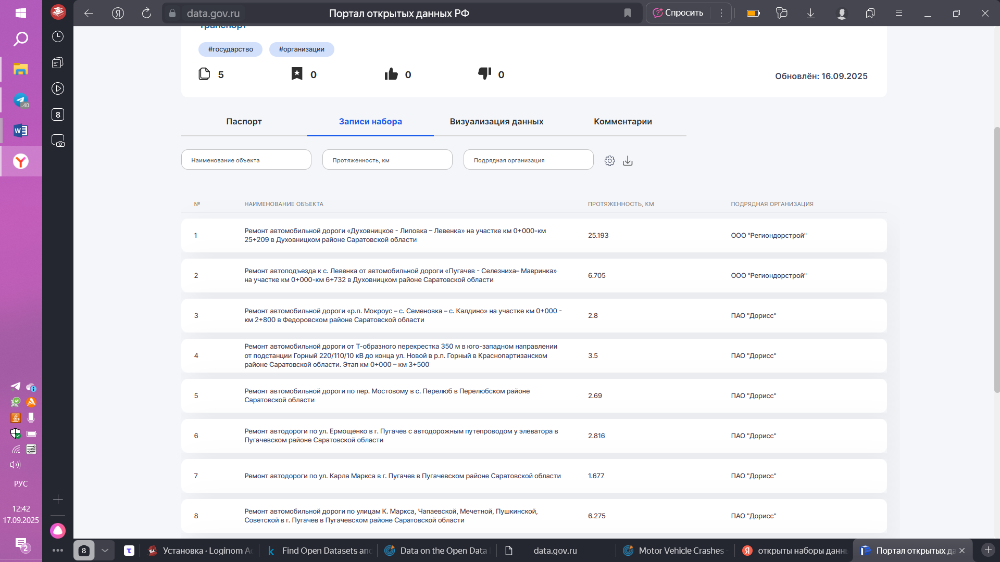 data.gov.ru
Портал открытых данных РФ
Спросить
#государство
#организации
5
0
0
0
Обновлён: 16.09.2025
Паспорт
Записи набора
Визуализация данных
Комментарии
Наименование объекта
Протяженность, км
Подрядная организация
№
НАИМЕНОВАНИЕ ОБЪЕКТА
ПРОТЯЖЕННОСТЬ, КМ
ПОДРЯДНАЯ ОРГАНИЗАЦИЯ
1
Ремонт автомобильной дороги «Духовницкое - Липовка – Левенка» на участке км 0+000-км
25+209 в Духовницком районе Саратовской области
25.193
ООО "Региондорстрой"
2
Ремонт автоподъезда к с. Левенка от автомобильной дороги «Пугачев - Селезниха– Мавринка»
на участке км 0+000-км 6+732 в Духовницком районе Саратовской области
6.705
ООО "Региондорстрой"
3
Ремонт автомобильной дороги «р.п. Мокроус – с. Семеновка – с. Калдино» на участке км 0+000 -
км 2+800 в Федоровском районе Саратовской области
2.8
ПАО "Дорисс"
4
Ремонт автомобильной дороги от Т-образного перекрестка 350 м в юго-западном направлении
от подстанции Горный 220/110/10 кВ до конца ул. Новой в р.п. Горный в Краснопартизанском
районе Саратовской области. Этап км 0+000 – км 3+500
3.5
ПАО "Дорисс"
5
Ремонт автомобильной дороги по пер. Мостовому в с. Перелюб в Перелюбском районе
Саратовской области
2.69
ПАО "Дорисс"
6
Ремонт автодороги по ул. Ермощенко в г. Пугачев с автодорожным путепроводом у элеватора в
Пугачевском районе Саратовской области
2.816
ПАО "Дорисс"
7
Ремонт автодороги по ул. Карла Маркса в г. Пугачев в Пугачевском районе Саратовской области
1.677
ПАО "Дорисс"
8
Ремонт автомобильной дороги по улицам К. Маркса, Чапаевской, Мечетной, Пушкинской,
Советской в г. Пугачев в Пугачевском районе Саратовской области
6.275
ПАО "Дорисс"
8
..40
РУС
12:42
17.09.2025
2
8
Установка · Loginom Ac
Find Open Datasets and
Data on the Open Data
data.gov.ru
Motor Vehicle Crashes -
открыты наборы данн
Портал открытых да